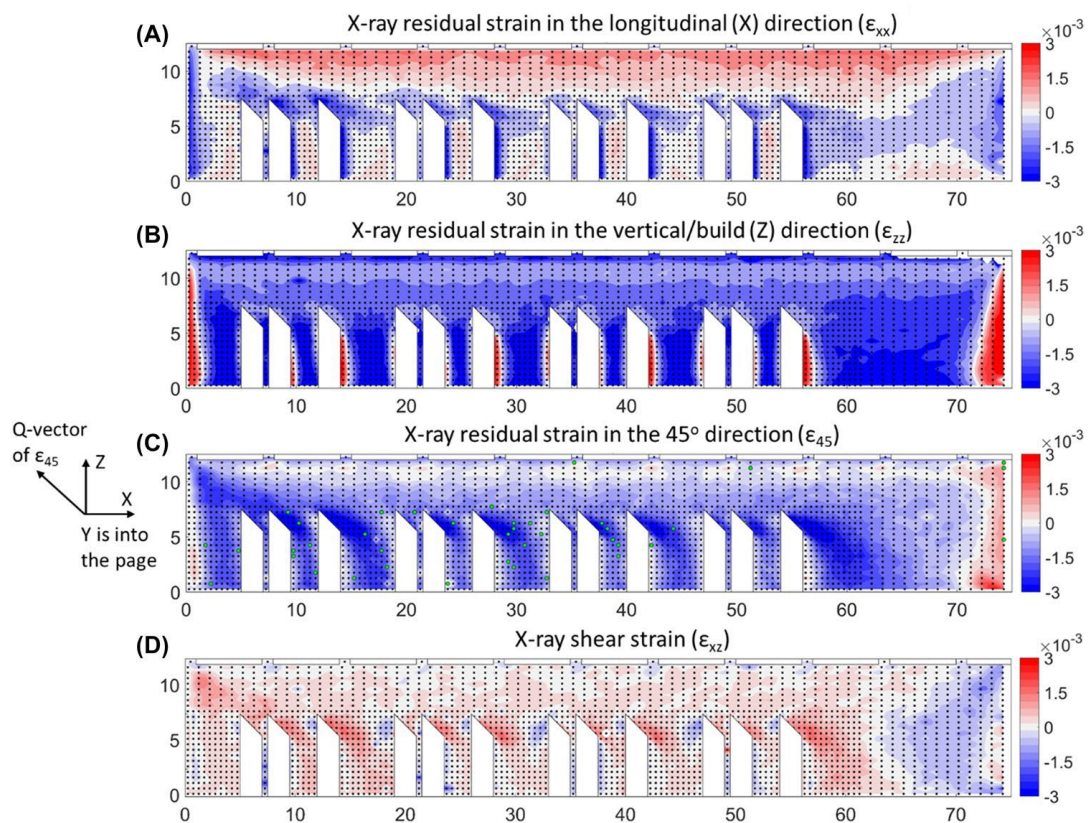 (A)
X-ray residual strain in the longitudinal (X) direction (εxx)
×10⁻³
10
5
0
0 10 20 30 40 50 60 70
3
1.5
0
-1.5
-3
(B)
X-ray residual strain in the vertical/build (Z) direction (εzz)
×10⁻³
10
5
0
0 10 20 30 40 50 60 70
3
1.5
0
-1.5
-3
(C)
X-ray residual strain in the 45° direction (ε45)
×10⁻³
10
5
0
0 10 20 30 40 50 60 70
3
1.5
0
-1.5
-3
Q-vector
of ε45
Z
X
Y is into
the page
(D)
X-ray shear strain (εxz)
×10⁻³
10
5
0
0 10 20 30 40 50 60 70
3
1.5
0
-1.5
-3